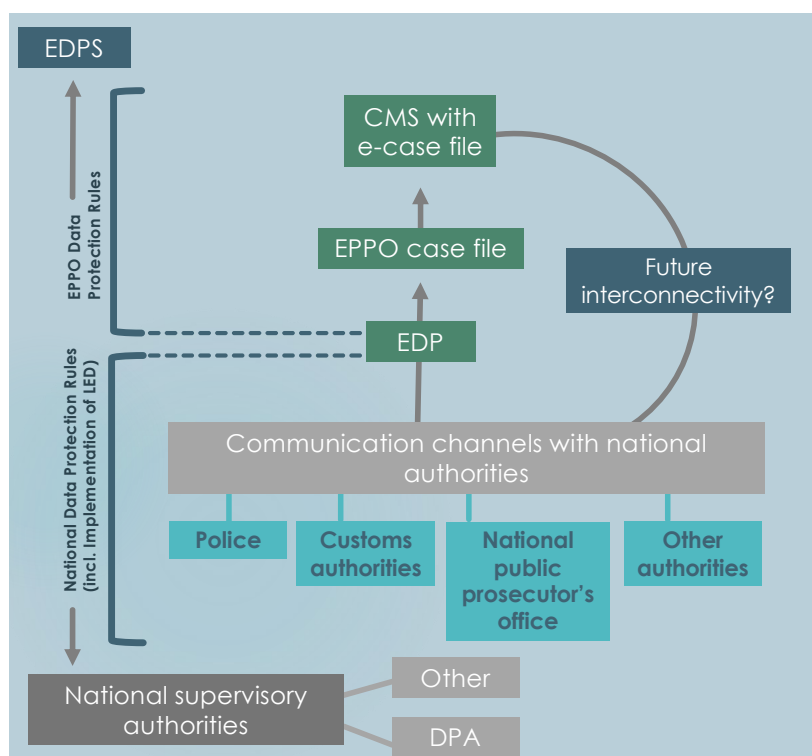 EDPS
CMS with
e-case file
EPPO Data
Protection Rules
EPPO case file
Future
interconnectivity?
EDP
National Data Protection Rules
(incl. Implementation of LED)
Communication channels with national
authorities
Police
Customs
authorities
National
public
prosecutor's
office
Other
authorities
National supervisory
authorities
Other
DPA